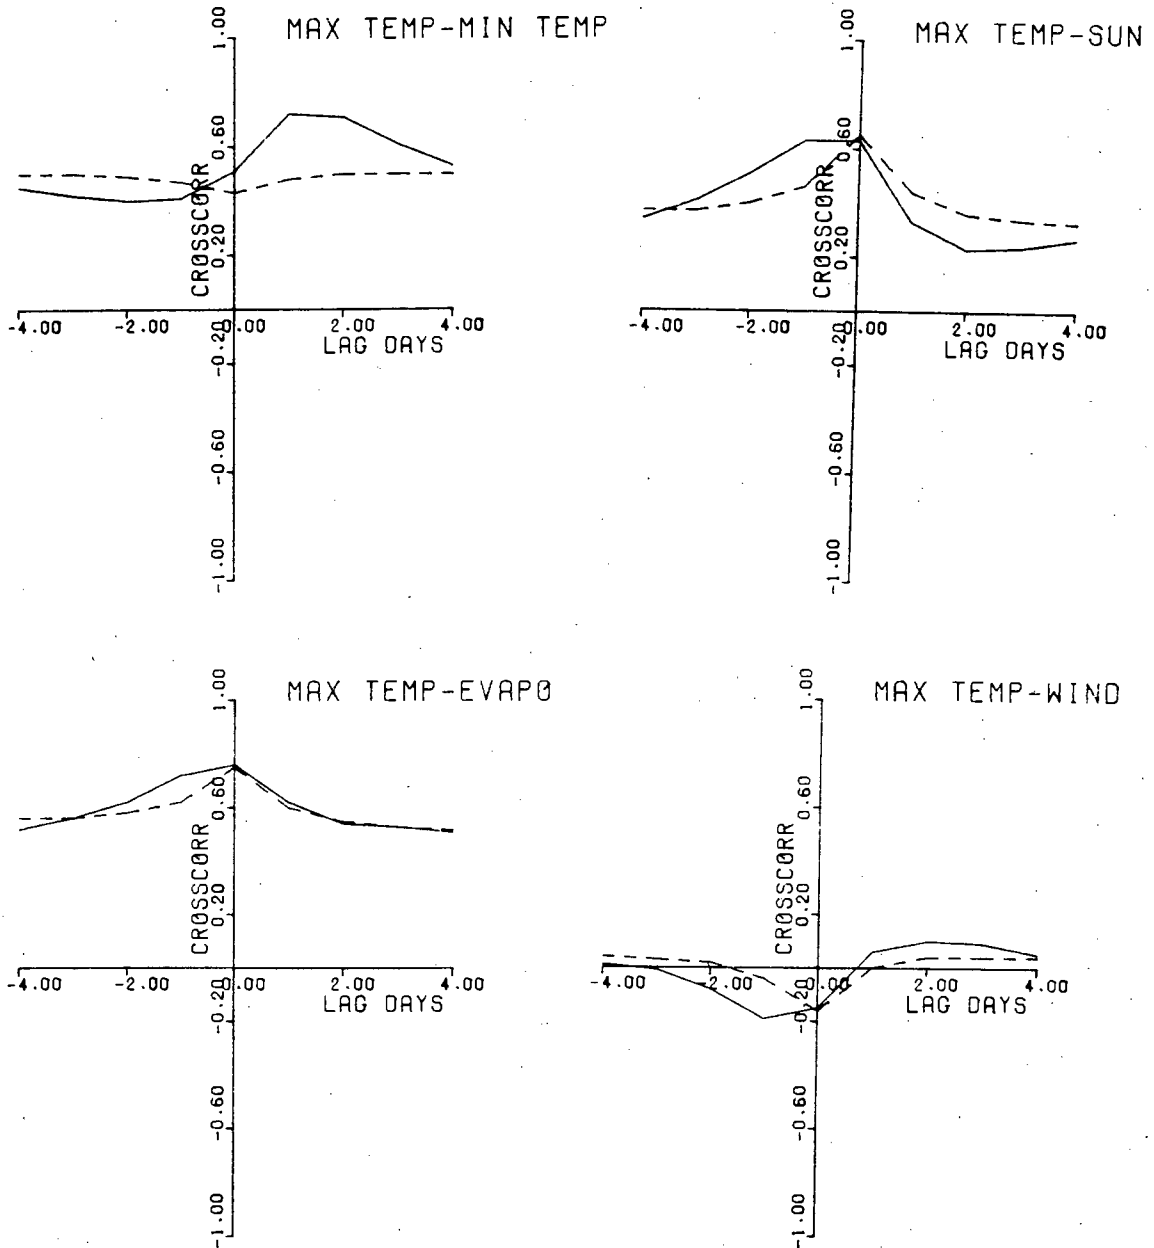 MAX TEMP-MIN TEMP
1.00
0.60
0.20
-0.20
-0.60
-1.00
CROSSCORR
-4.00 -2.00 0.00 2.00 4.00
LAG DAYS
MAX TEMP-SUN
1.00
0.60
0.20
-0.20
-0.60
-1.00
CROSSCORR
-4.00 -2.00 0.00 2.00 4.00
LAG DAYS
MAX TEMP-EVAPO
1.00
0.60
0.20
-0.20
-0.60
-1.00
CROSSCORR
-4.00 -2.00 0.00 2.00 4.00
LAG DAYS
MAX TEMP-WIND
1.00
0.60
0.20
-0.20
-0.60
-1.00
CROSSCORR
-4.00 -2.00 0.00 2.00 4.00
LAG DAYS